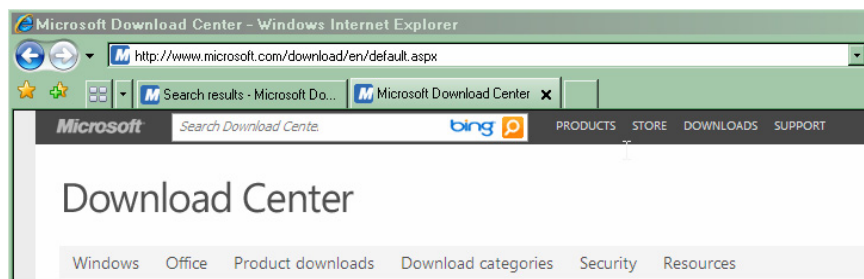 Microsoft Download Center - Windows Internet Explorer
http://www.microsoft.com/download/en/default.aspx
Search results - Microsoft Do... Microsoft Download Center
Microsoft Search Download Cente. bing PRODUCTS STORE DOWNLOADS SUPPORT
Download Center
Windows Office Product downloads Download categories Security Resources